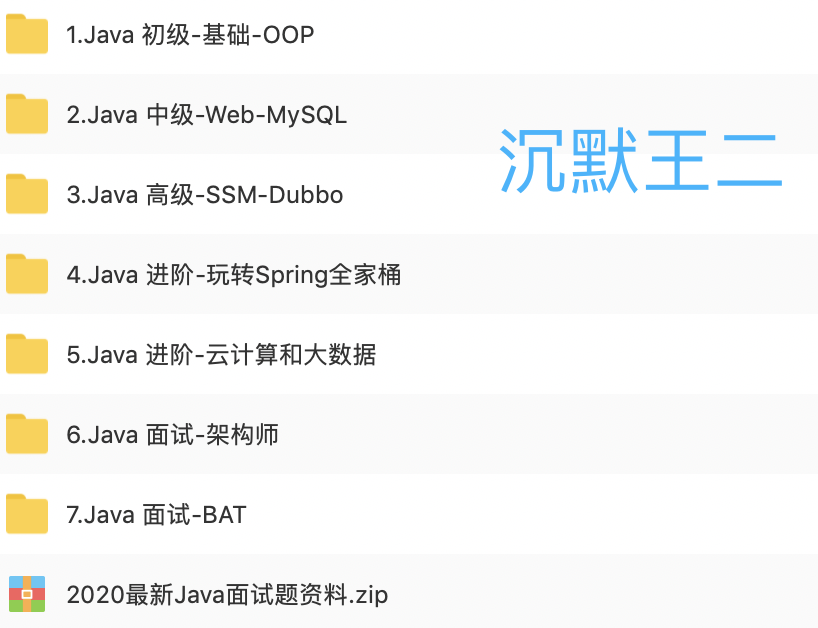 1.Java 初级-基础-OOP
2.Java 中级-Web-MySQL
沉默王二
3.Java 高级-SSM-Dubbo
4.Java 进阶-玩转Spring全家桶
5.Java 进阶-云计算和大数据
6.Java 面试-架构师
7.Java 面试-BAT
2020最新Java面试题资料.zip